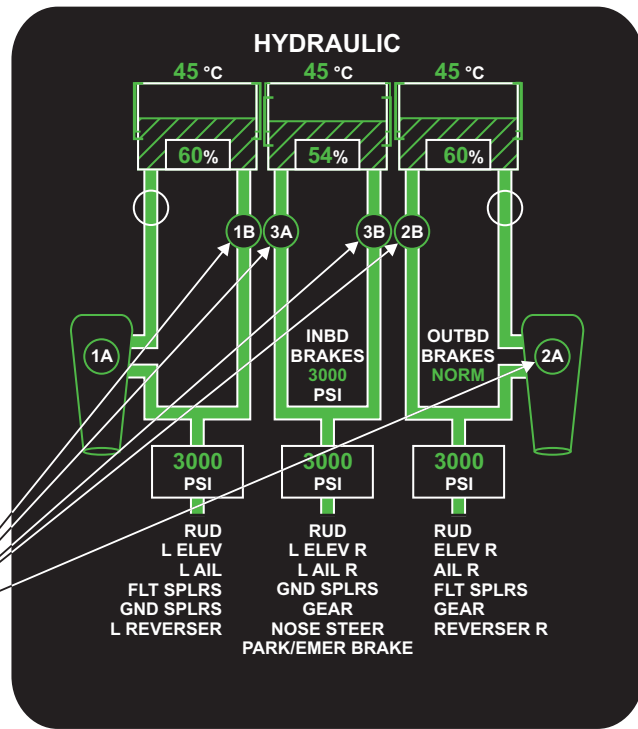 HYDRAULIC
45 °C
45 °C
45 °C
60%
54%
60%
1B
3A
3B
2B
1A
INBD
BRAKES
3000
PSI
OUTBD
BRAKES
NORM
2A
3000
PSI
3000
PSI
3000
PSI
RUD
L ELEV
L AIL
FLT SPLRS
GND SPLRS
L REVERSER
RUD
L ELEV R
L AIL R
GND SPLRS
GEAR
NOSE STEER
PARK/EMER BRAKE
RUD
ELEV R
AIL R
FLT SPLRS
GEAR
REVERSER R